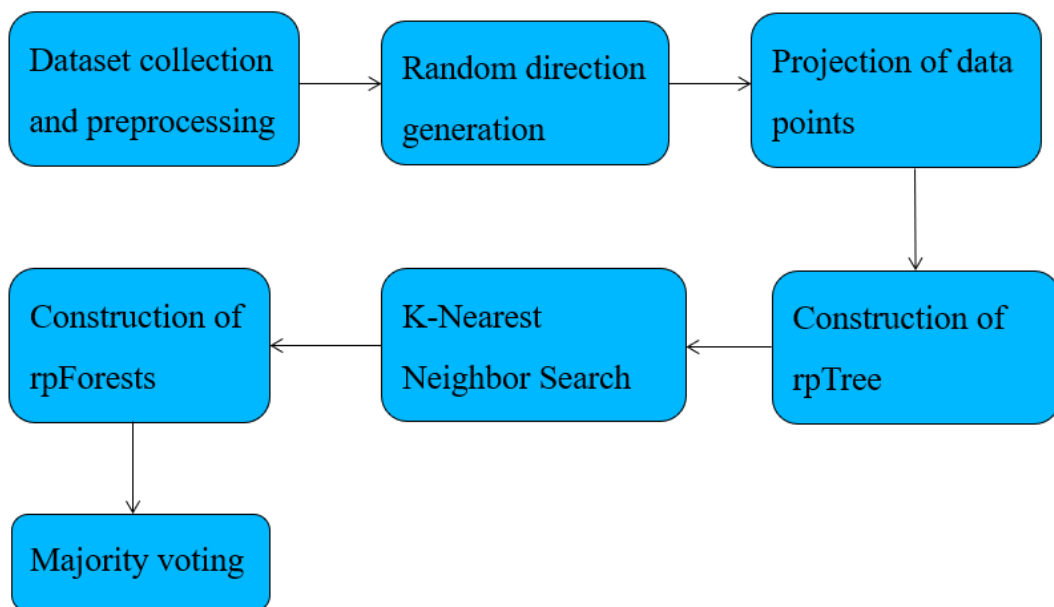 Dataset collection
and preprocessing
Random direction
generation
Projection of data
points
Construction of
rpTree
K-Nearest
Neighbor Search
Construction of
rpForests
Majority voting